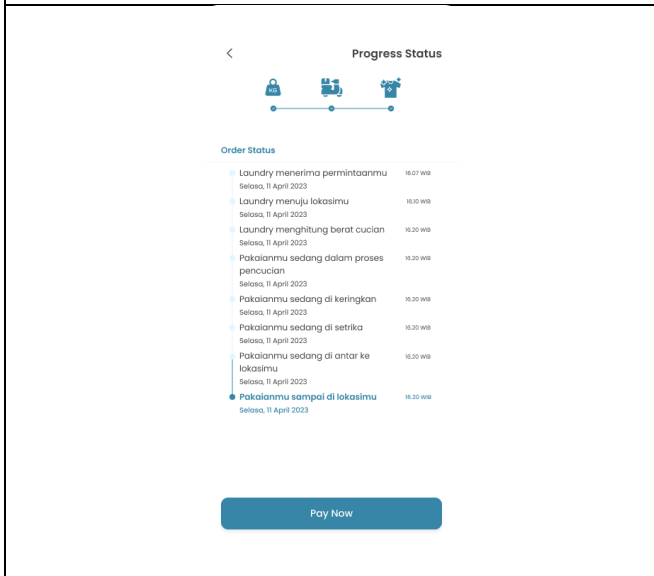 Progress Status
KG
Order Status
Laundry menerima permintaanmu 16.07 WIB
Selasa, 11 April 2023
Laundry menuju lokasimu 16.10 WIB
Selasa, 11 April 2023
Laundry menghitung berat cucian 16.20 WIB
Selasa, 11 April 2023
Pakaianmu sedang dalam proses 16.20 WIB
pencucian
Selasa, 11 April 2023
Pakaianmu sedang di keringkan 16.20 WIB
Selasa, 11 April 2023
Pakaianmu sedang di setrika 16.20 WIB
Selasa, 11 April 2023
Pakaianmu sedang di antar ke 16.20 WIB
lokasimu
Selasa, 11 April 2023
Pakaianmu sampai di lokasimu 16.20 WIB
Selasa, 11 April 2023
Pay Now